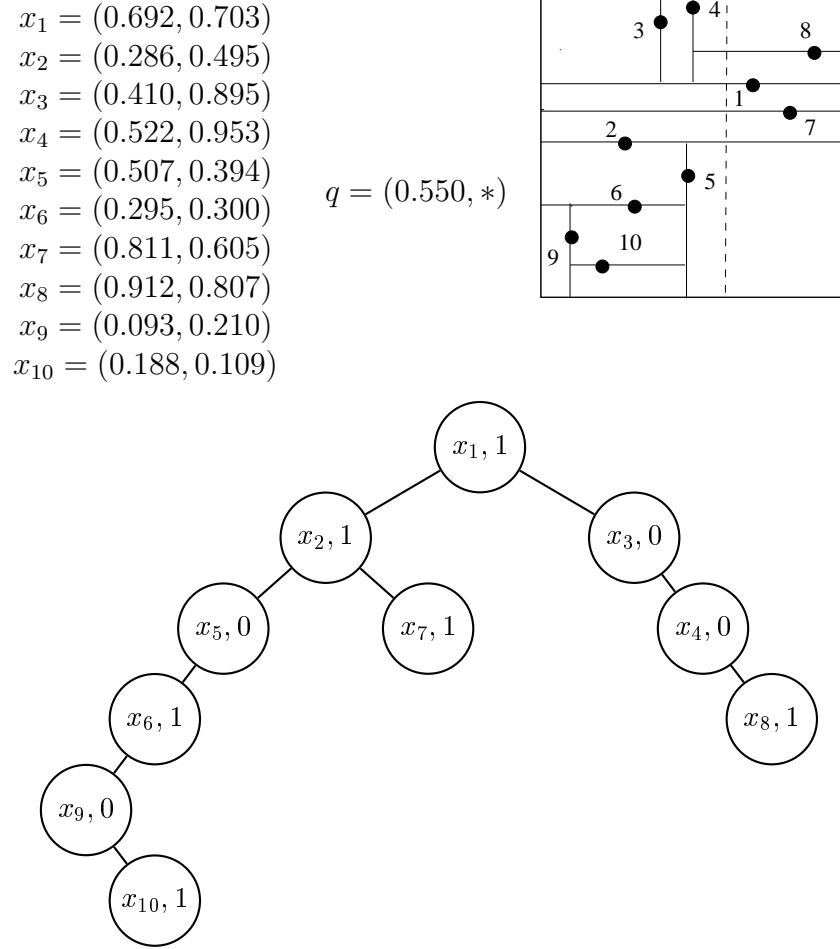 x₁ = (0.692, 0.703)
x₂ = (0.286, 0.495)
x₃ = (0.410, 0.895)
x₄ = (0.522, 0.953)
x₅ = (0.507, 0.394)
x₆ = (0.295, 0.300)
x₇ = (0.811, 0.605)
x₈ = (0.912, 0.807)
x₉ = (0.093, 0.210)
x₁₀ = (0.188, 0.109)
q = (0.550, *)
4
3
8
1
7
2
5
6
10
9
x₁, 1
x₂, 1
x₃, 0
x₅, 0
x₇, 1
x₄, 0
x₆, 1
x₈, 1
x₉, 0
x₁₀, 1